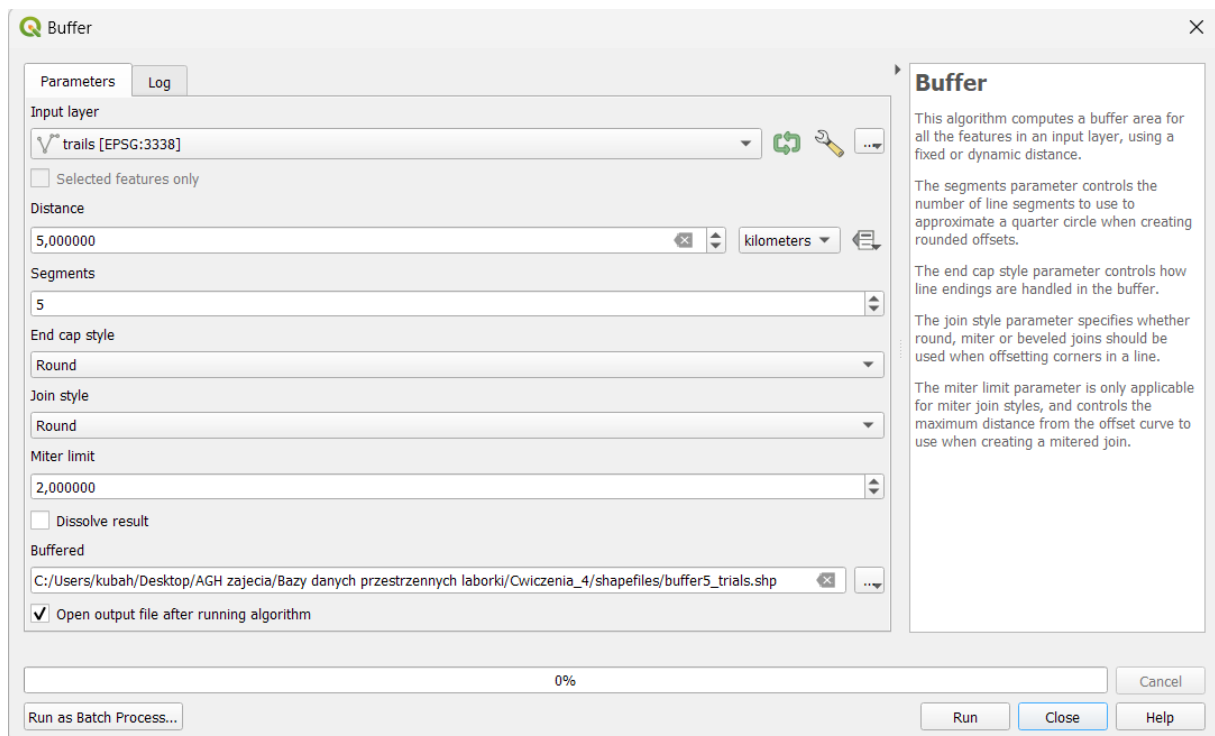 Buffer
Parameters
Log
Input layer
trails [EPSG:3338]
...
Selected features only
Distance
5,000000
kilometers
Segments
5
End cap style
Round
Join style
Round
Miter limit
2,000000
Dissolve result
Buffered
C:/Users/kubah/Desktop/AGH zajecia/Bazy danych przestrzennych laborki/Cwiczenia_4/shapefiles/buffer5_trials.shp
...
Open output file after running algorithm
Buffer
This algorithm computes a buffer area for
all the features in an input layer, using a
fixed or dynamic distance.
The segments parameter controls the
number of line segments to use to
approximate a quarter circle when creating
rounded offsets.
The end cap style parameter controls how
line endings are handled in the buffer.
The join style parameter specifies whether
round, miter or beveled joins should be
used when offsetting corners in a line.
The miter limit parameter is only applicable
for miter join styles, and controls the
maximum distance from the offset curve to
use when creating a mitered join.
0%
Cancel
Run as Batch Process...
Run
Close
Help